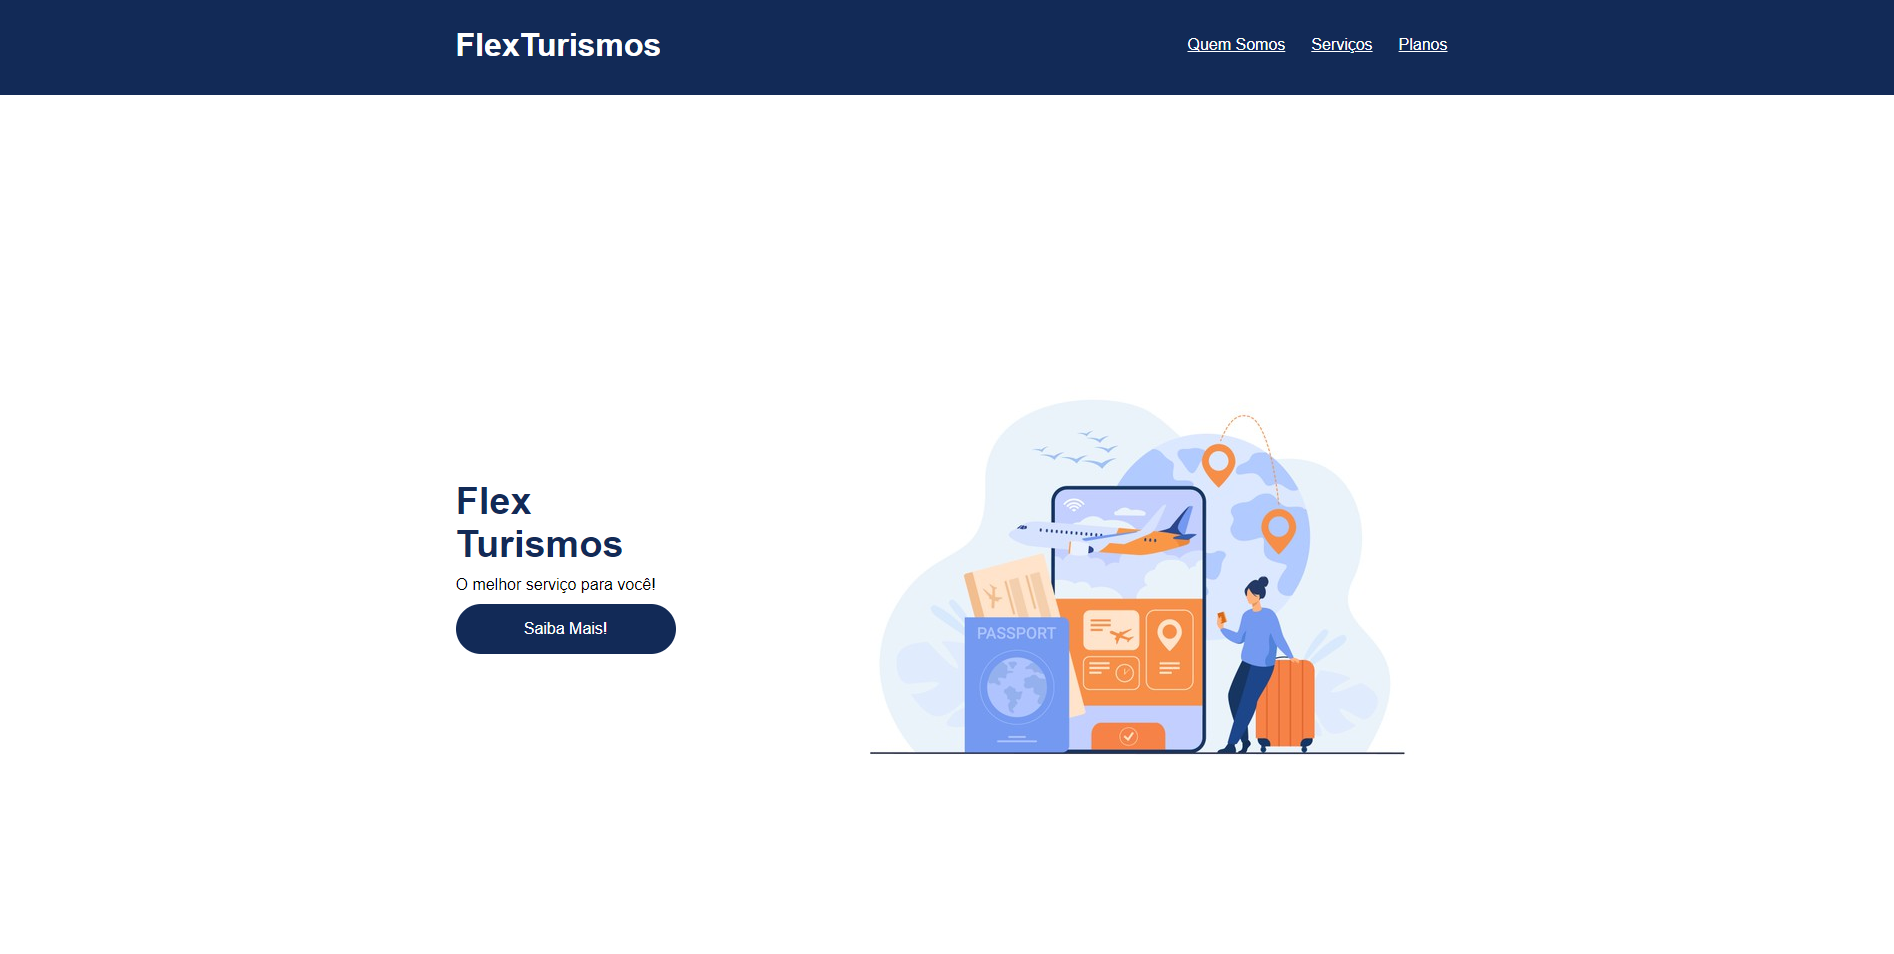 FlexTurismos
Quem Somos Serviços Planos
Flex
Turismos
O melhor serviço para você!
Saiba Mais!
PASSPORT